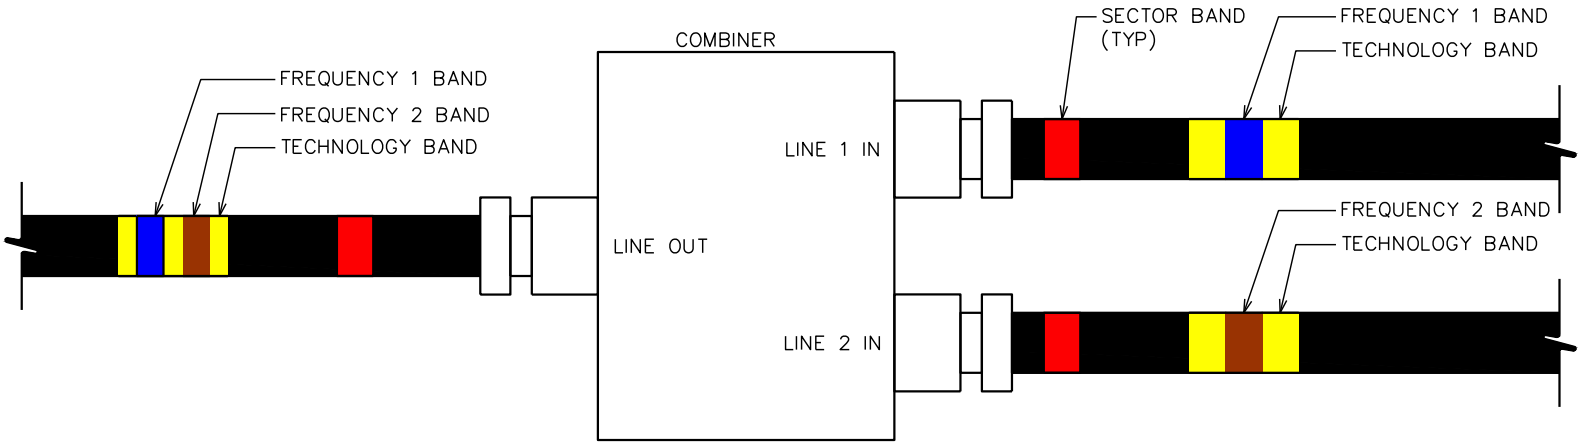 COMBINER
FREQUENCY 1 BAND
FREQUENCY 2 BAND
TECHNOLOGY BAND
LINE OUT
LINE 1 IN
LINE 2 IN
SECTOR BAND
(TYP)
FREQUENCY 1 BAND
TECHNOLOGY BAND
FREQUENCY 2 BAND
TECHNOLOGY BAND